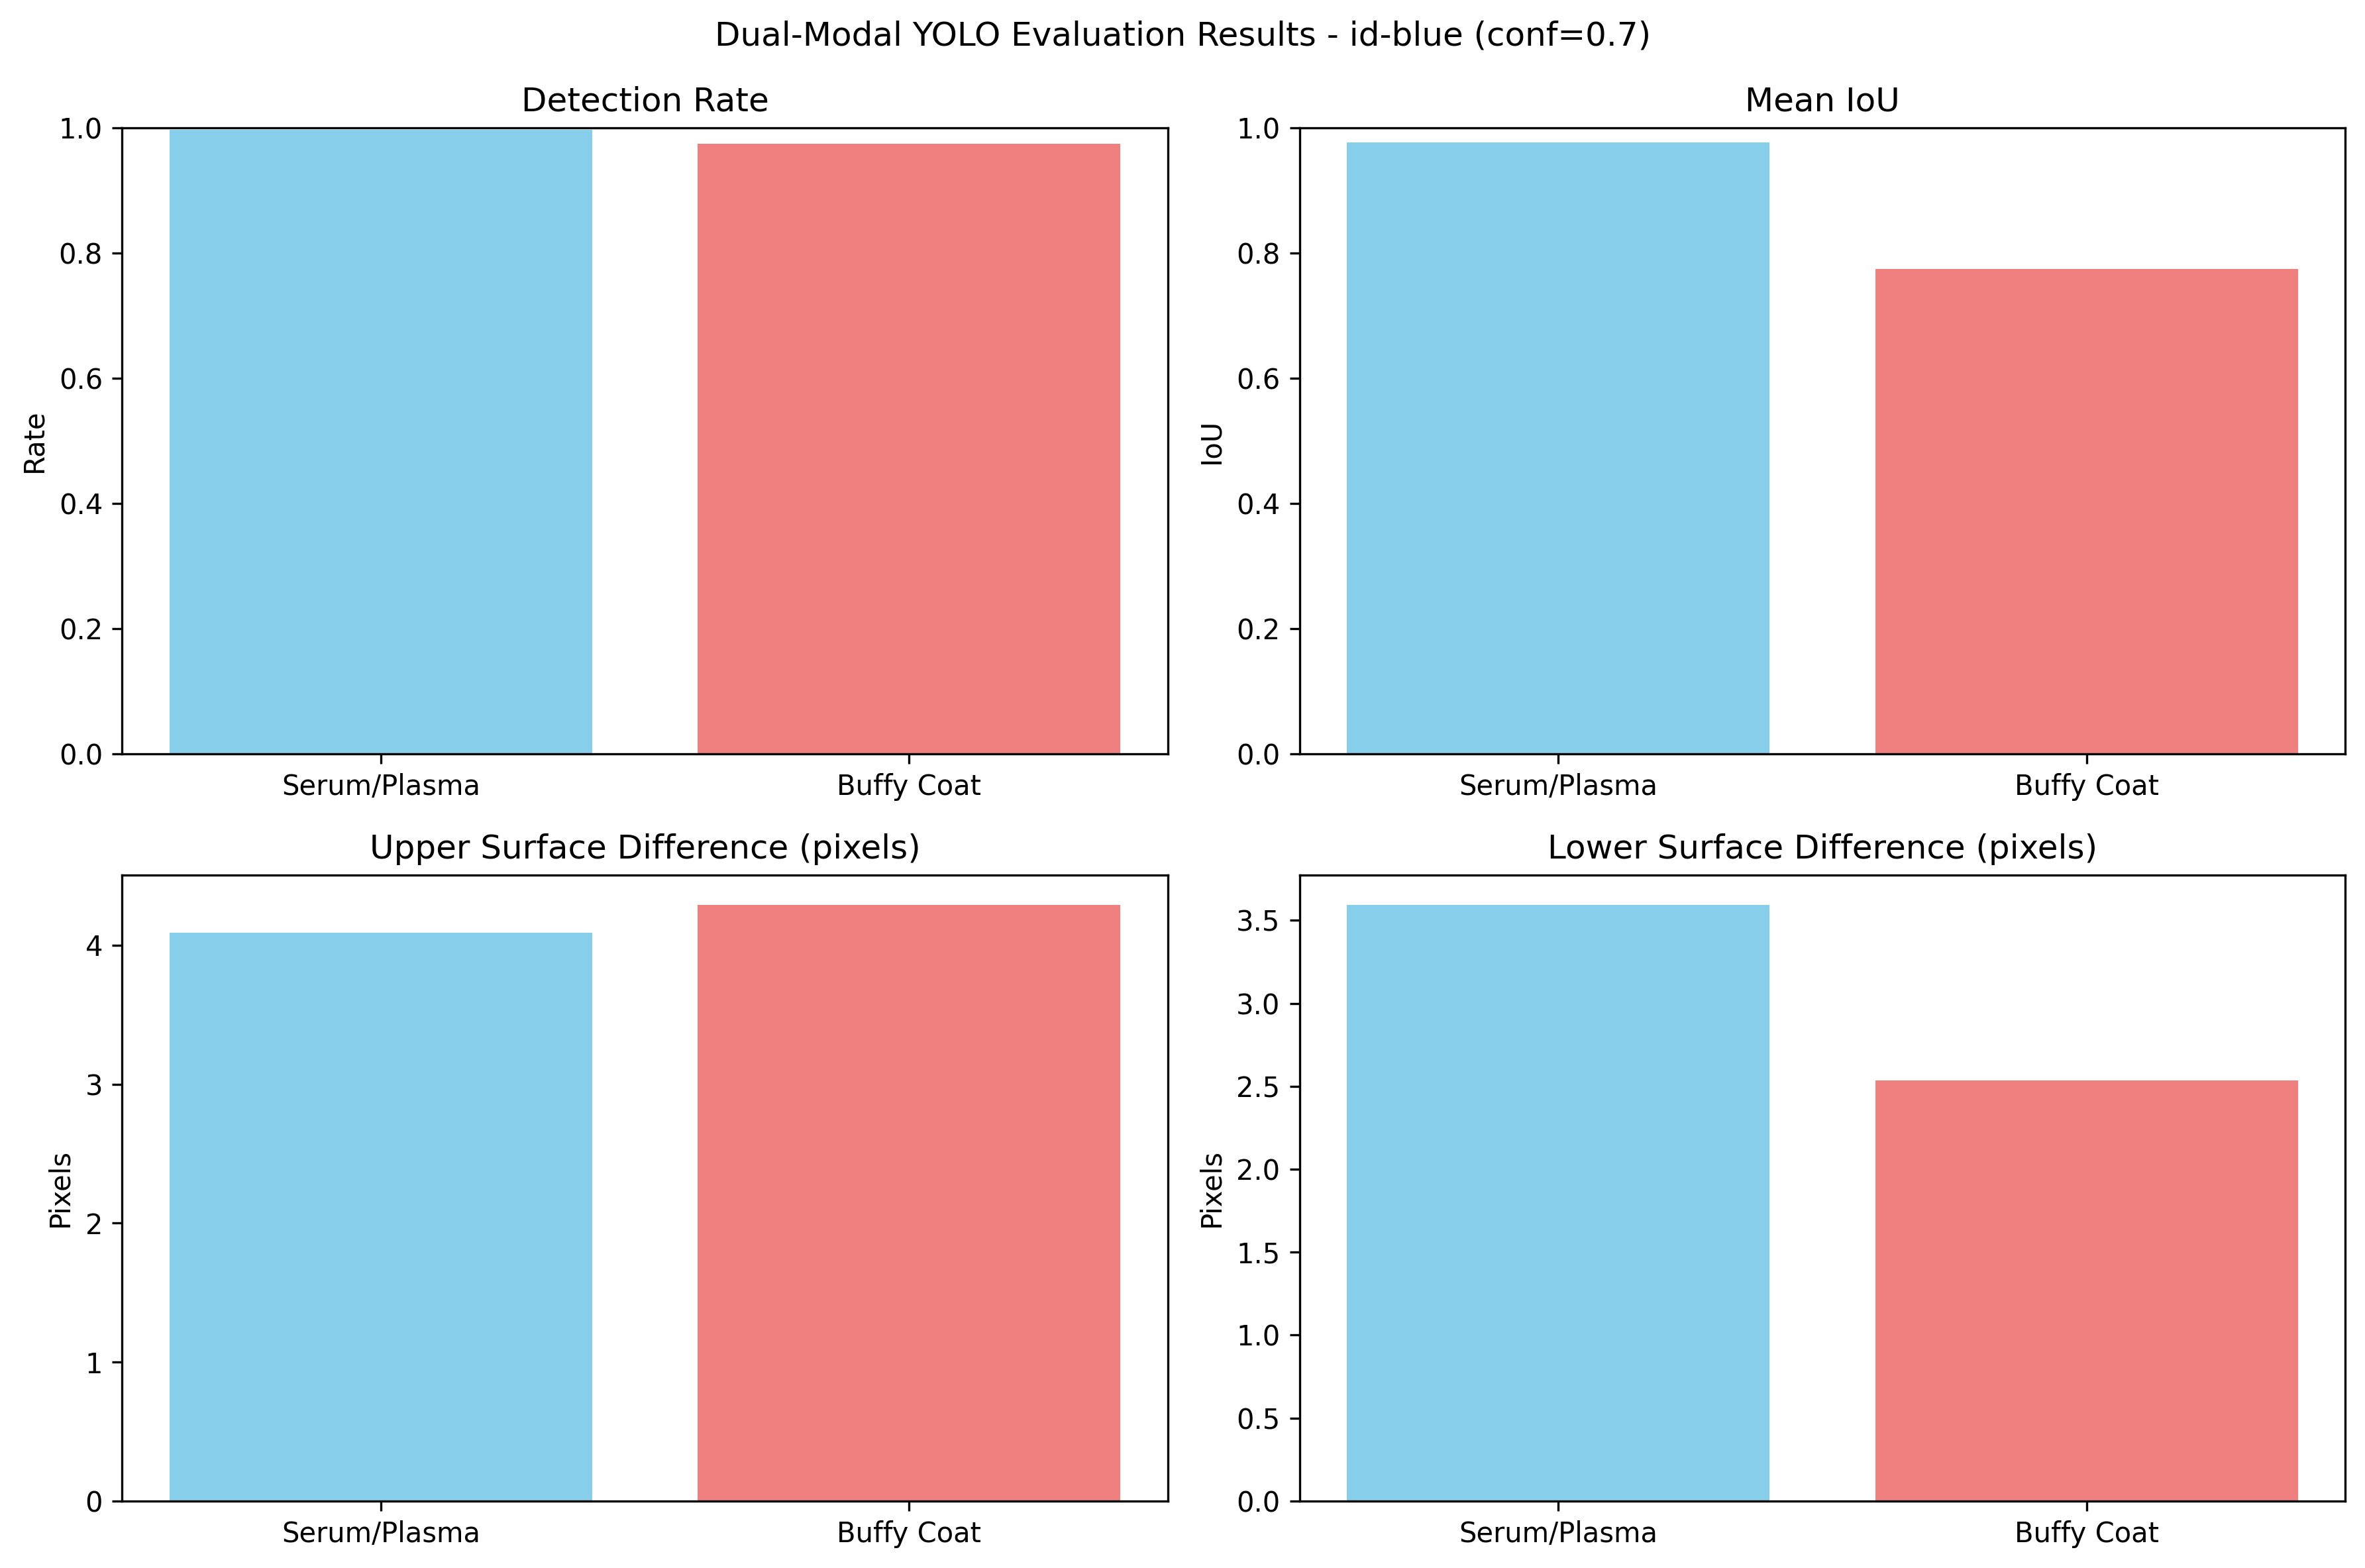 Dual-Modal YOLO Evaluation Results - id-blue (conf=0.7)
Detection Rate
1.0
0.8
0.6
0.4
0.2
0.0
Rate
Serum/Plasma
Buffy Coat
Mean IoU
1.0
0.8
0.6
0.4
0.2
0.0
IoU
Serum/Plasma
Buffy Coat
Upper Surface Difference (pixels)
4
3
2
1
0
Pixels
Serum/Plasma
Buffy Coat
Lower Surface Difference (pixels)
3.5
3.0
2.5
2.0
1.5
1.0
0.5
0.0
Pixels
Serum/Plasma
Buffy Coat